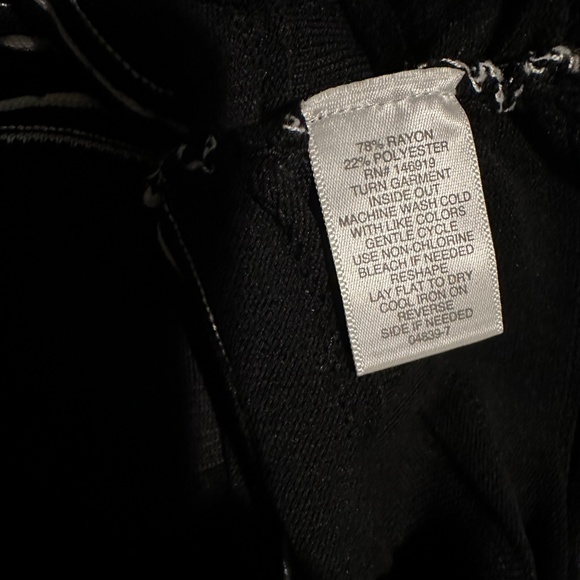 78% RAYON
22% POLYESTER
RN# 146919
TURN GARMENT
INSIDE OUT
MACHINE WASH COLD
WITH LIKE COLORS
GENTLE CYCLE
USE NON-CHLORINE
BLEACH IF NEEDED
RESHAPE
LAY FLAT TO DRY
COOL IRON ON
REVERSE
SIDE IF NEEDED
04639-7